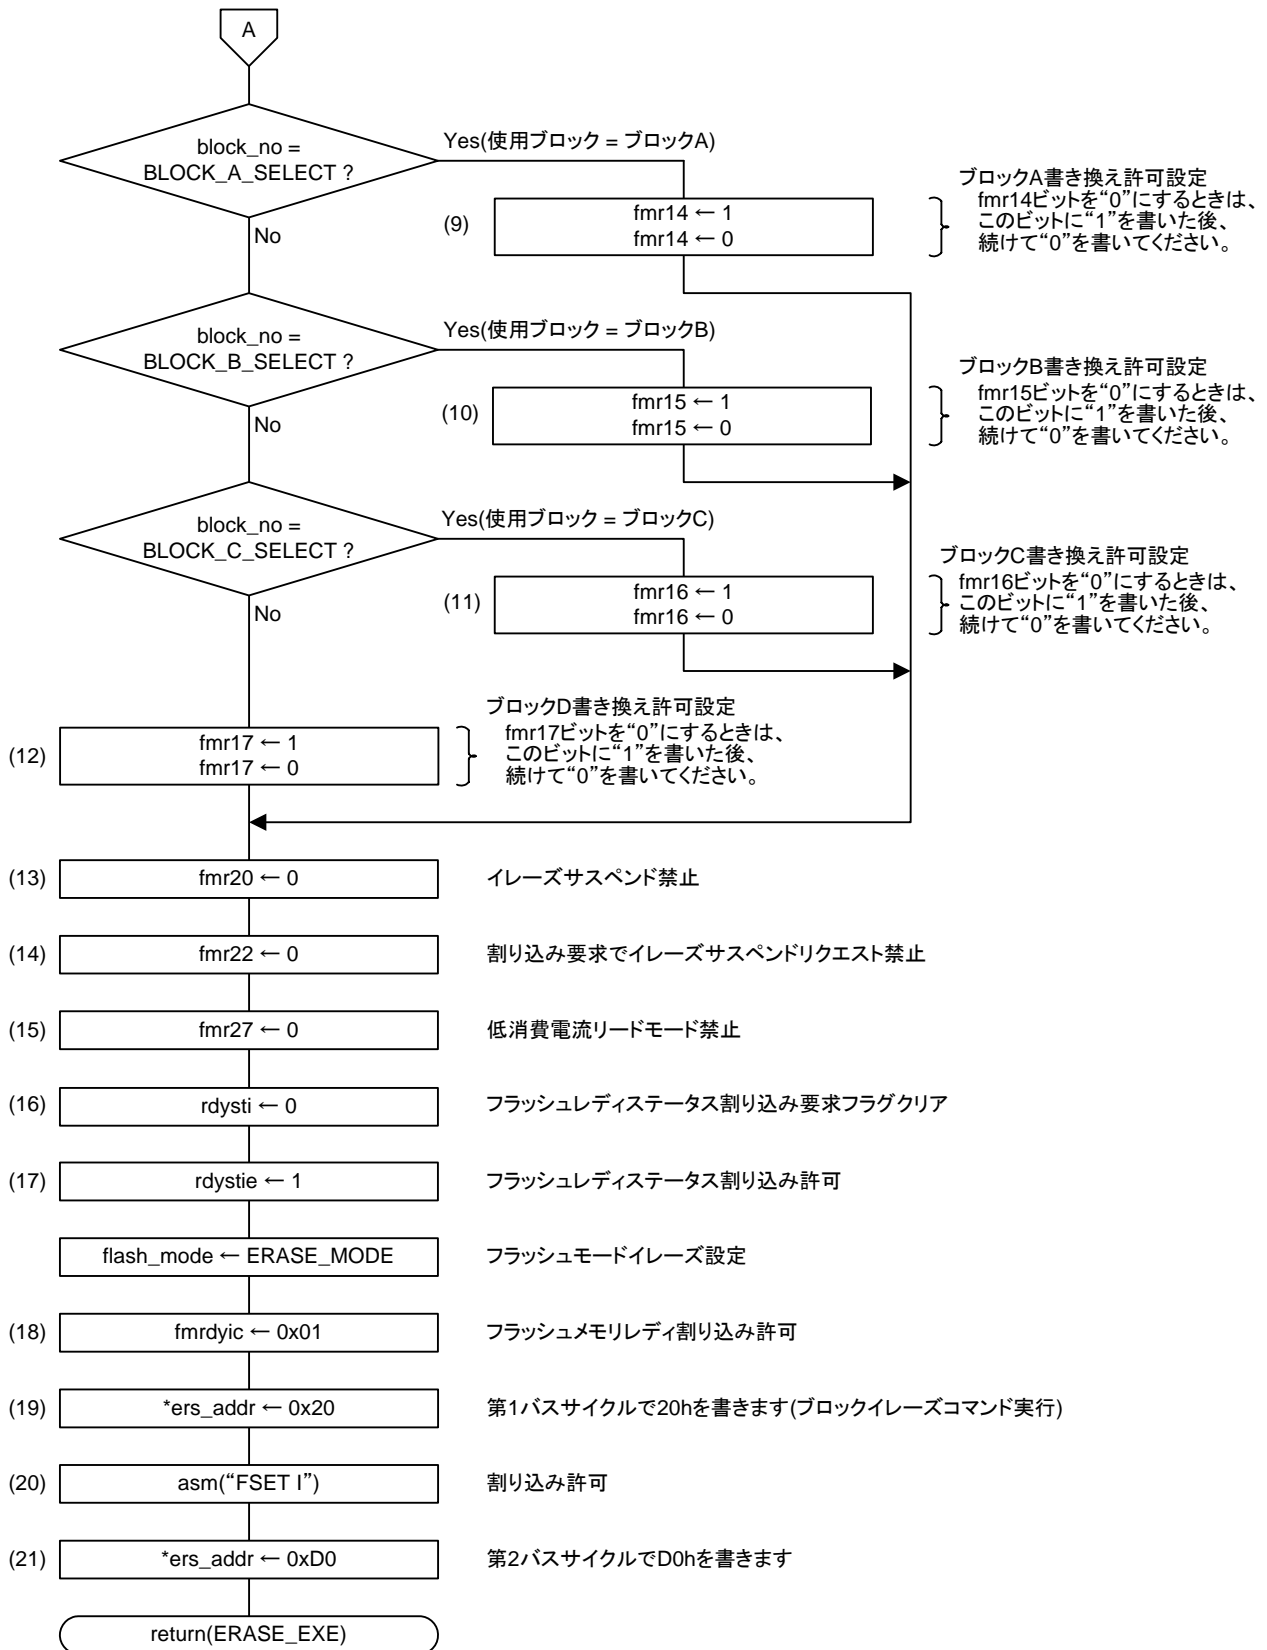 A
block_no =
BLOCK_A_SELECT ?
Yes(使用ブロック = ブロックA)
No
(9)
fmr14 ← 1
fmr14 ← 0
ブロックA書き換え許可設定
fmr14ビットを“0”にするときは、
このビットに“1”を書いた後、
続けて“0”を書いてください。
block_no =
BLOCK_B_SELECT ?
Yes(使用ブロック = ブロックB)
No
(10)
fmr15 ← 1
fmr15 ← 0
ブロックB書き換え許可設定
fmr15ビットを“0”にするときは、
このビットに“1”を書いた後、
続けて“0”を書いてください。
block_no =
BLOCK_C_SELECT ?
Yes(使用ブロック = ブロックC)
No
(11)
fmr16 ← 1
fmr16 ← 0
ブロックC書き換え許可設定
fmr16ビットを“0”にするときは、
このビットに“1”を書いた後、
続けて“0”を書いてください。
(12)
fmr17 ← 1
fmr17 ← 0
ブロックD書き換え許可設定
fmr17ビットを“0”にするときは、
このビットに“1”を書いた後、
続けて“0”を書いてください。
(13) fmr20 ← 0 イレーズサスペンド禁止
(14) fmr22 ← 0 割り込み要求でイレーズサスペンドリクエスト禁止
(15) fmr27 ← 0 低消費電流リードモード禁止
(16) rdysti ← 0 フラッシュレディステータス割り込み要求フラグクリア
(17) rdystie ← 1 フラッシュレディステータス割り込み許可
flash_mode ← ERASE_MODE フラッシュモードイレーズ設定
(18) fmrdyic ← 0x01 フラッシュメモリレディ割り込み許可
(19) *ers_addr ← 0x20 第1バスサイクルで20hを書きます(ブロックイレーズコマンド実行)
(20) asm(“FSET I”) 割り込み許可
(21) *ers_addr ← 0xD0 第2バスサイクルでD0hを書きます
return(ERASE_EXE)